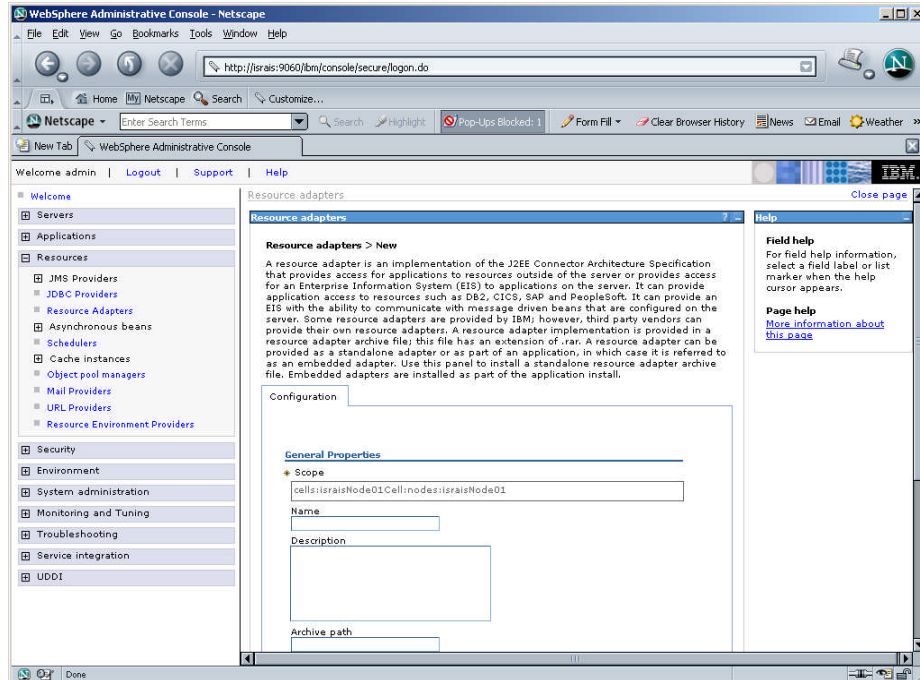 WebSphere Administrative Console - Netscape
File Edit View Go Bookmarks Tools Window Help
http://israis:9060/ibm/console/secure/logon.do
Home My Netscape Search Customize...
Netscape Enter Search Terms Search Highlight Pop-Ups Blocked: 1 Form Fill Clear Browser History News Email Weather »
New Tab WebSphere Administrative Console
Welcome admin | Logout | Support | Help
IBM.
Welcome
Servers
Applications
Resources
JMS Providers
JDBC Providers
Resource Adapters
Asynchronous beans
Schedulers
Cache instances
Object pool managers
Mail Providers
URL Providers
Resource Environment Providers
Security
Environment
System administration
Monitoring and Tuning
Troubleshooting
Service integration
UDDI
Resource adapters
Close page
Resource adapters ? _
Resource adapters > New
A resource adapter is an implementation of the J2EE Connector Architecture Specification
that provides access for applications to resources outside of the server or provides access
for an Enterprise Information System (EIS) to applications on the server. It can provide
application access to resources such as DB2, CICS, SAP and PeopleSoft. It can provide an
EIS with the ability to communicate with message driven beans that are configured on the
server. Some resource adapters are provided by IBM; however, third party vendors can
provide their own resource adapters. A resource adapter implementation is provided in a
resource adapter archive file; this file has an extension of .rar. A resource adapter can be
provided as a standalone adapter or as part of an application, in which case it is referred to
as an embedded adapter. Use this panel to install a standalone resource adapter archive
file. Embedded adapters are installed as part of the application install.
Configuration
General Properties
Scope
cells:israisNode01Cell:nodes:israisNode01
Name
Description
Archive path
Help
Field help
For field help information,
select a field label or list
marker when the help
cursor appears.
Page help
More information about
this page
Done